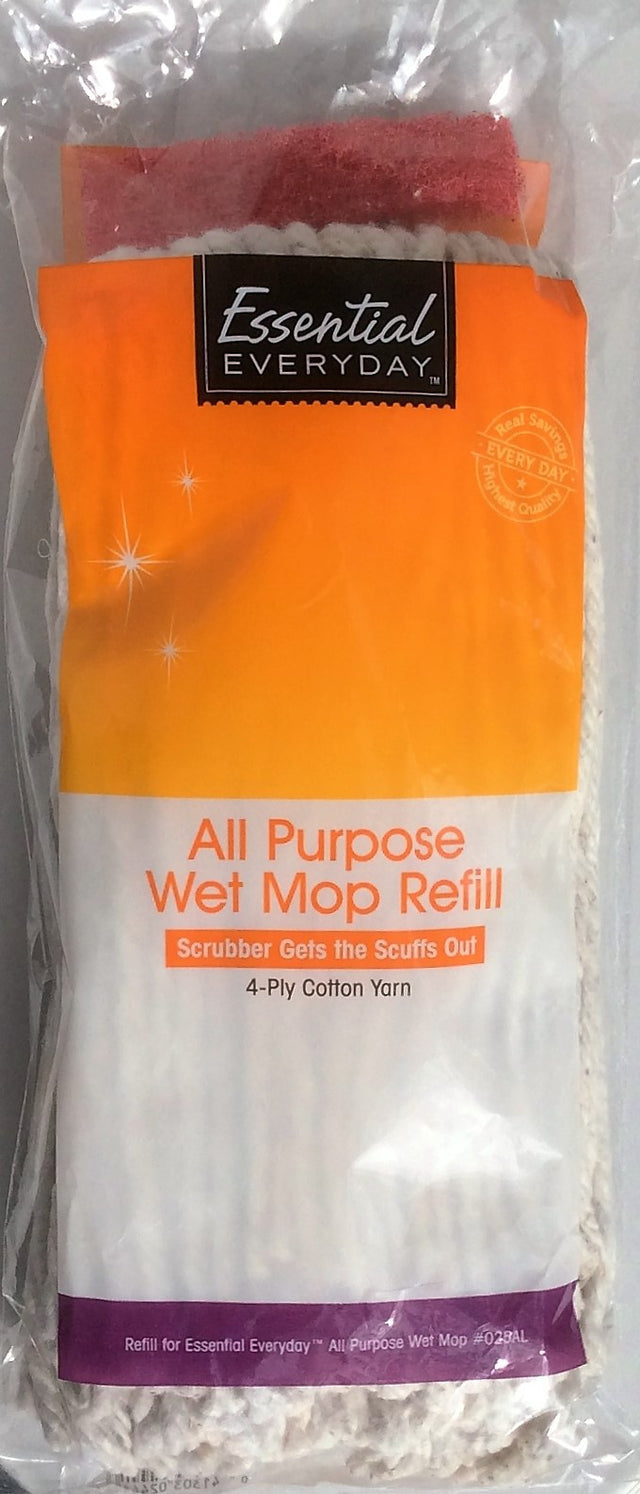 Essential
EVERYDAY™
Real Savings
EVERY DAY
Highest Quality
All Purpose
Wet Mop Refill
Scrubber Gets the Scuffs Out
4-Ply Cotton Yarn
Refill for Essential Everyday™ All Purpose Wet Mop